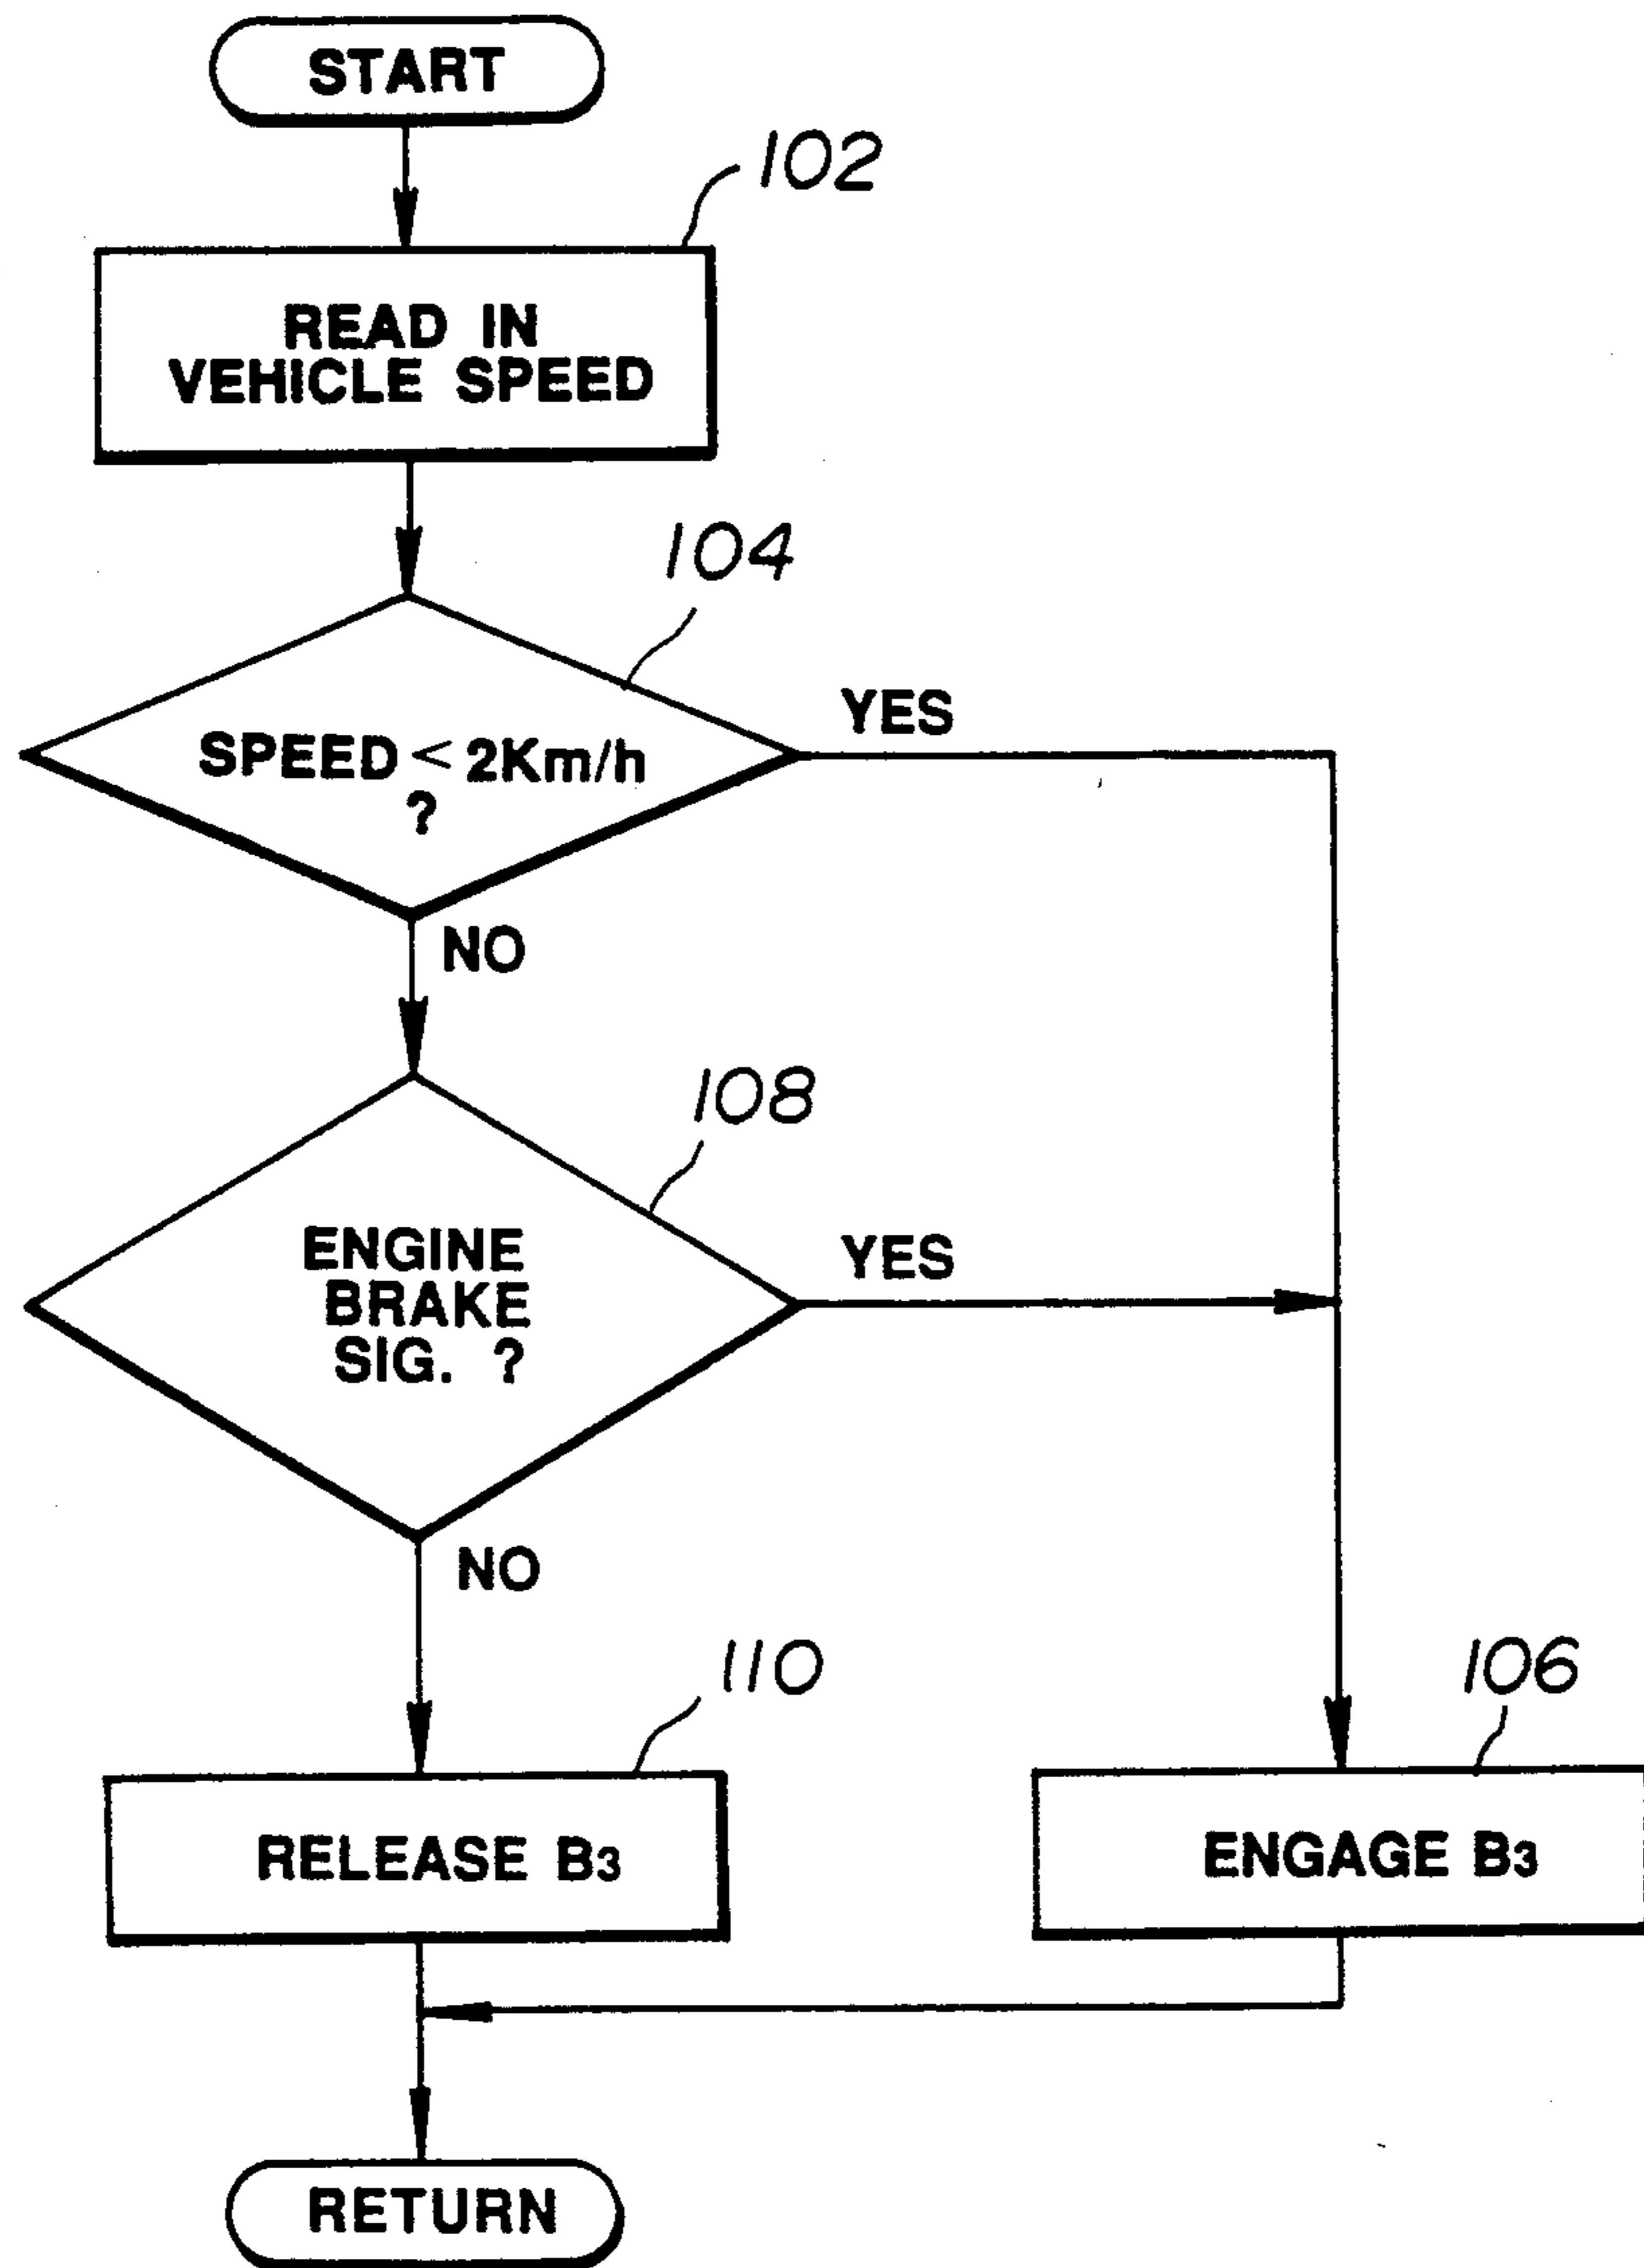 START
102
READ IN
VEHICLE SPEED
104
YES
SPEED < 2Km/h
?
NO
108
YES
ENGINE
BRAKE
SIG. ?
NO
110
106
RELEASE B3
ENGAGE B3
RETURN